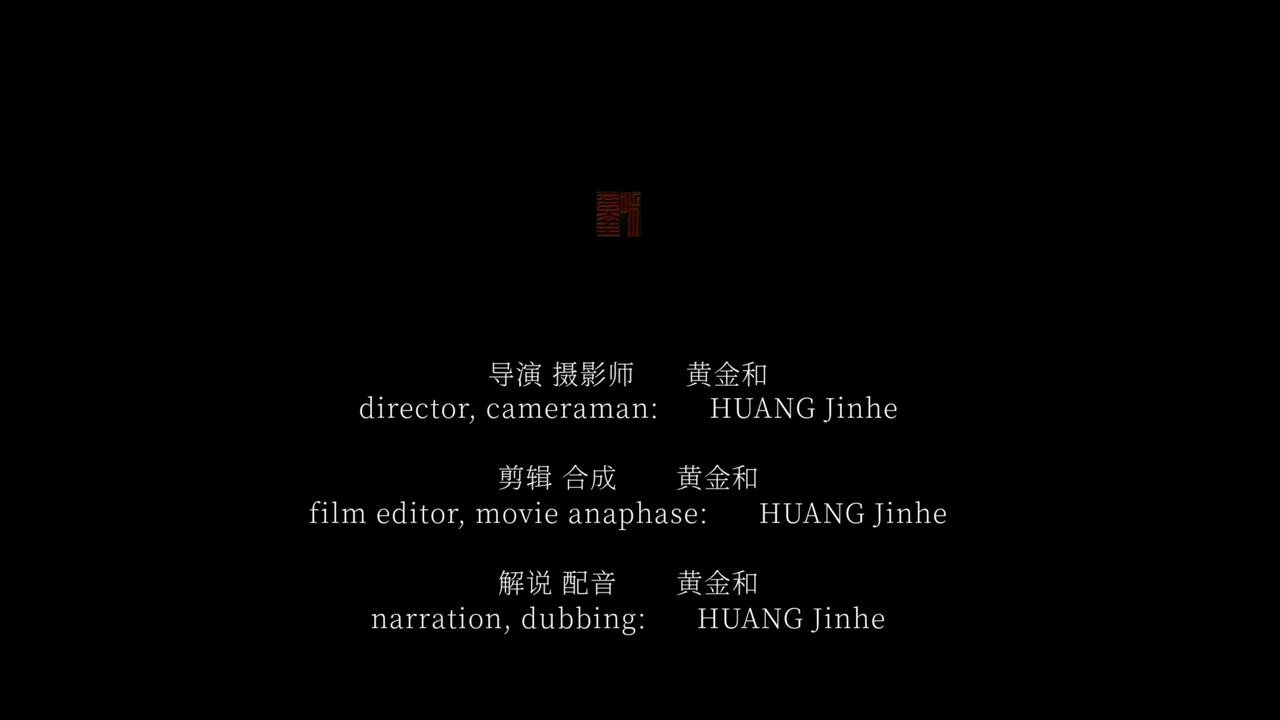 导演 摄影师 黄金和
director, cameraman: HUANG Jinhe
剪辑 合成 黄金和
film editor, movie anaphase: HUANG Jinhe
解说 配音 黄金和
narration, dubbing: HUANG Jinhe